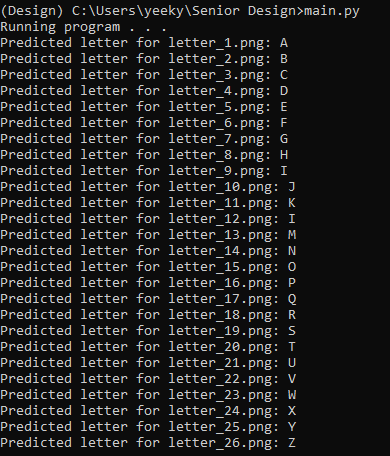 (Design) C:\Users\yeeky\Senior Design>main.py
Running program . . .
Predicted letter for letter_1.png: A
Predicted letter for letter_2.png: B
Predicted letter for letter_3.png: C
Predicted letter for letter_4.png: D
Predicted letter for letter_5.png: E
Predicted letter for letter_6.png: F
Predicted letter for letter_7.png: G
Predicted letter for letter_8.png: H
Predicted letter for letter_9.png: I
Predicted letter for letter_10.png: J
Predicted letter for letter_11.png: K
Predicted letter for letter_12.png: I
Predicted letter for letter_13.png: M
Predicted letter for letter_14.png: N
Predicted letter for letter_15.png: O
Predicted letter for letter_16.png: P
Predicted letter for letter_17.png: Q
Predicted letter for letter_18.png: R
Predicted letter for letter_19.png: S
Predicted letter for letter_20.png: T
Predicted letter for letter_21.png: U
Predicted letter for letter_22.png: V
Predicted letter for letter_23.png: W
Predicted letter for letter_24.png: X
Predicted letter for letter_25.png: Y
Predicted letter for letter_26.png: Z